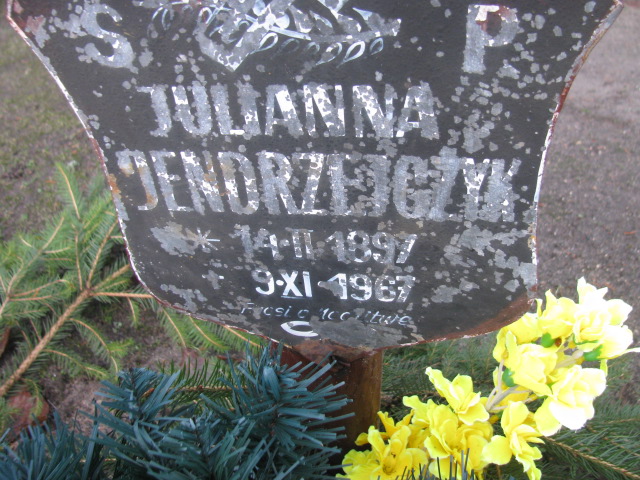 S P
JULIANNA
JENDRZEJCZYK
* 14-II-1897
9-XI-1967